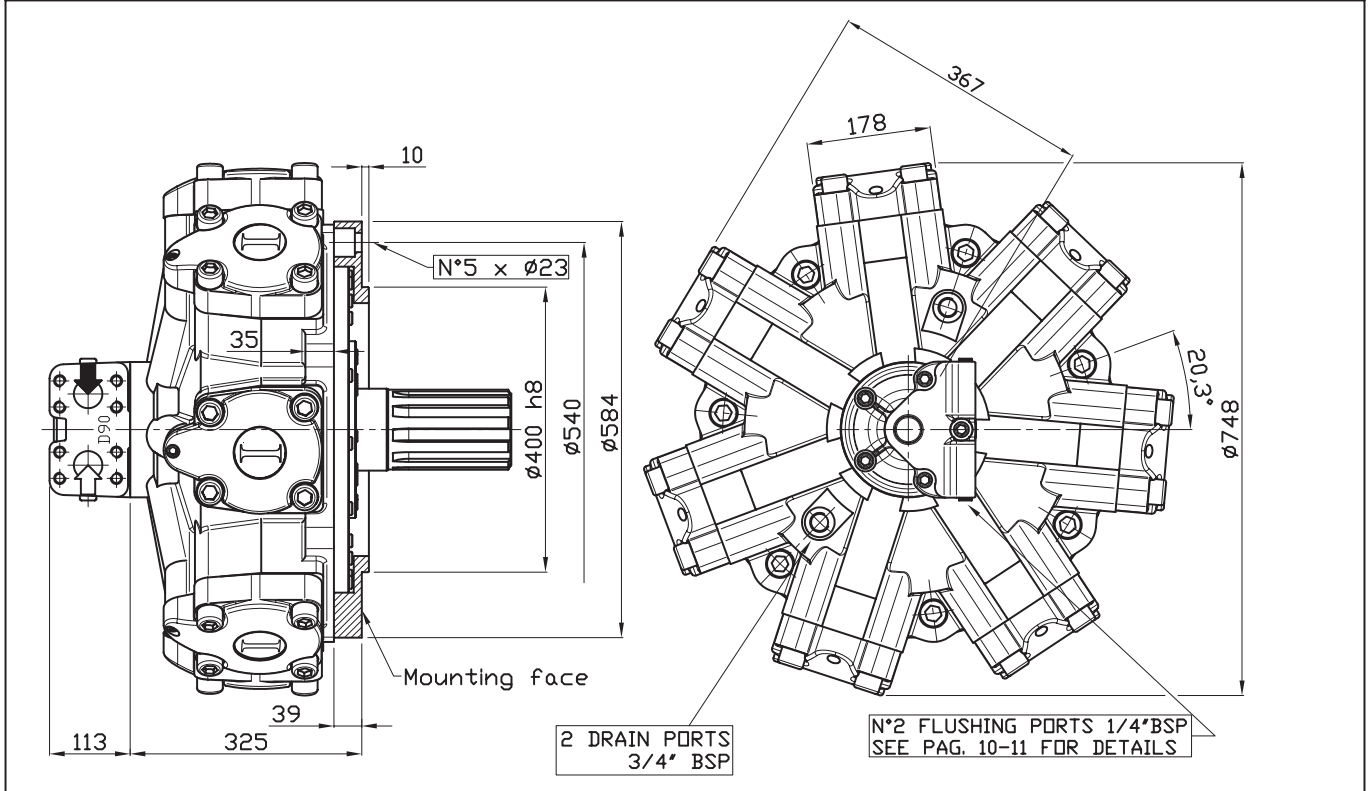 367
178
10
N°5 x Ø23
35
D90
Ø400 h8
Ø540
Ø584
20,3°
Ø748
Mounting face
39
113
325
2 DRAIN PORTS
3/4" BSP
N°2 FLUSHING PORTS 1/4"BSP
SEE PAG. 10-11 FOR DETAILS